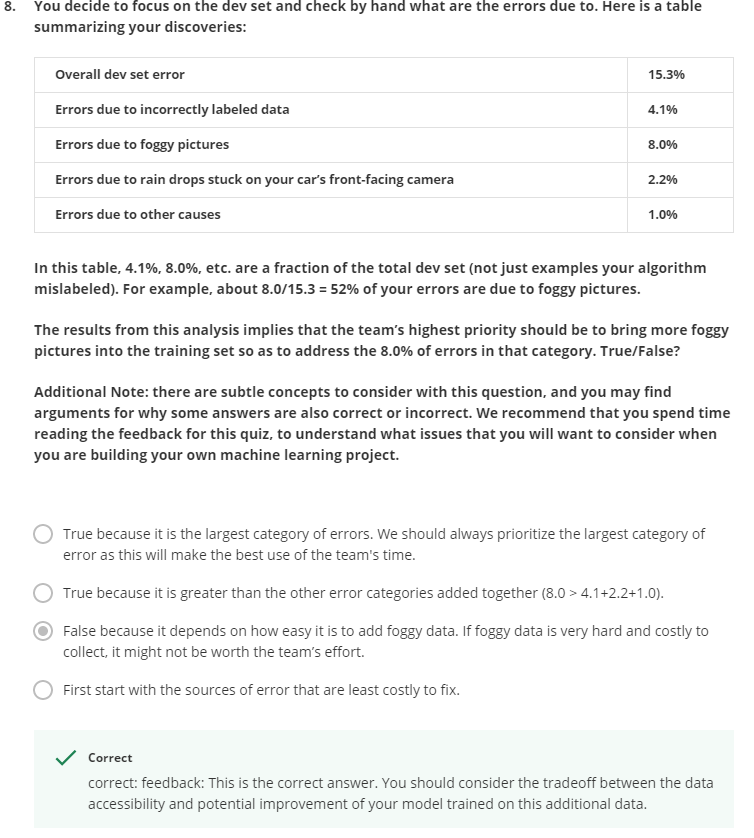 8. You decide to focus on the dev set and check by hand what are the errors due to. Here is a table
summarizing your discoveries:
Overall dev set error 15.3%
Errors due to incorrectly labeled data 4.1%
Errors due to foggy pictures 8.0%
Errors due to rain drops stuck on your car's front-facing camera 2.2%
Errors due to other causes 1.0%
In this table, 4.1%, 8.0%, etc. are a fraction of the total dev set (not just examples your algorithm
mislabeled). For example, about 8.0/15.3 = 52% of your errors are due to foggy pictures.
The results from this analysis implies that the team's highest priority should be to bring more foggy
pictures into the training set so as to address the 8.0% of errors in that category. True/False?
Additional Note: there are subtle concepts to consider with this question, and you may find
arguments for why some answers are also correct or incorrect. We recommend that you spend time
reading the feedback for this quiz, to understand what issues that you will want to consider when
you are building your own machine learning project.
True because it is the largest category of errors. We should always prioritize the largest category of
error as this will make the best use of the team's time.
True because it is greater than the other error categories added together (8.0 > 4.1+2.2+1.0).
False because it depends on how easy it is to add foggy data. If foggy data is very hard and costly to
collect, it might not be worth the team's effort.
First start with the sources of error that are least costly to fix.
Correct
correct: feedback: This is the correct answer. You should consider the tradeoff between the data
accessibility and potential improvement of your model trained on this additional data.